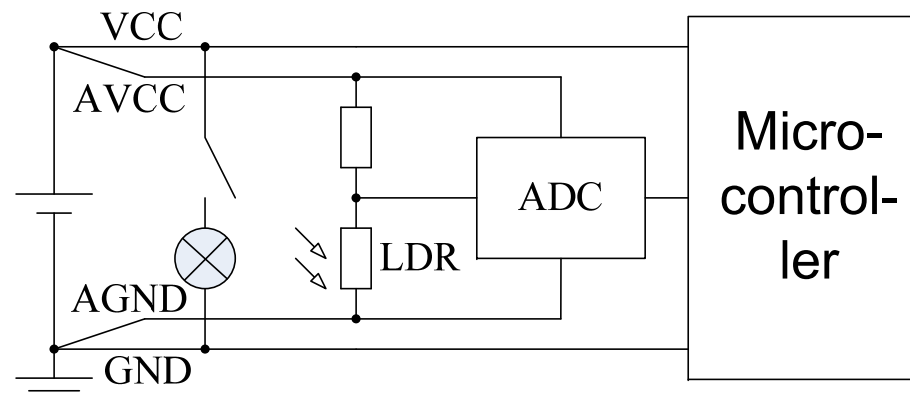 VCC
AVCC
Micro-
control-
ler
ADC
LDR
AGND
GND